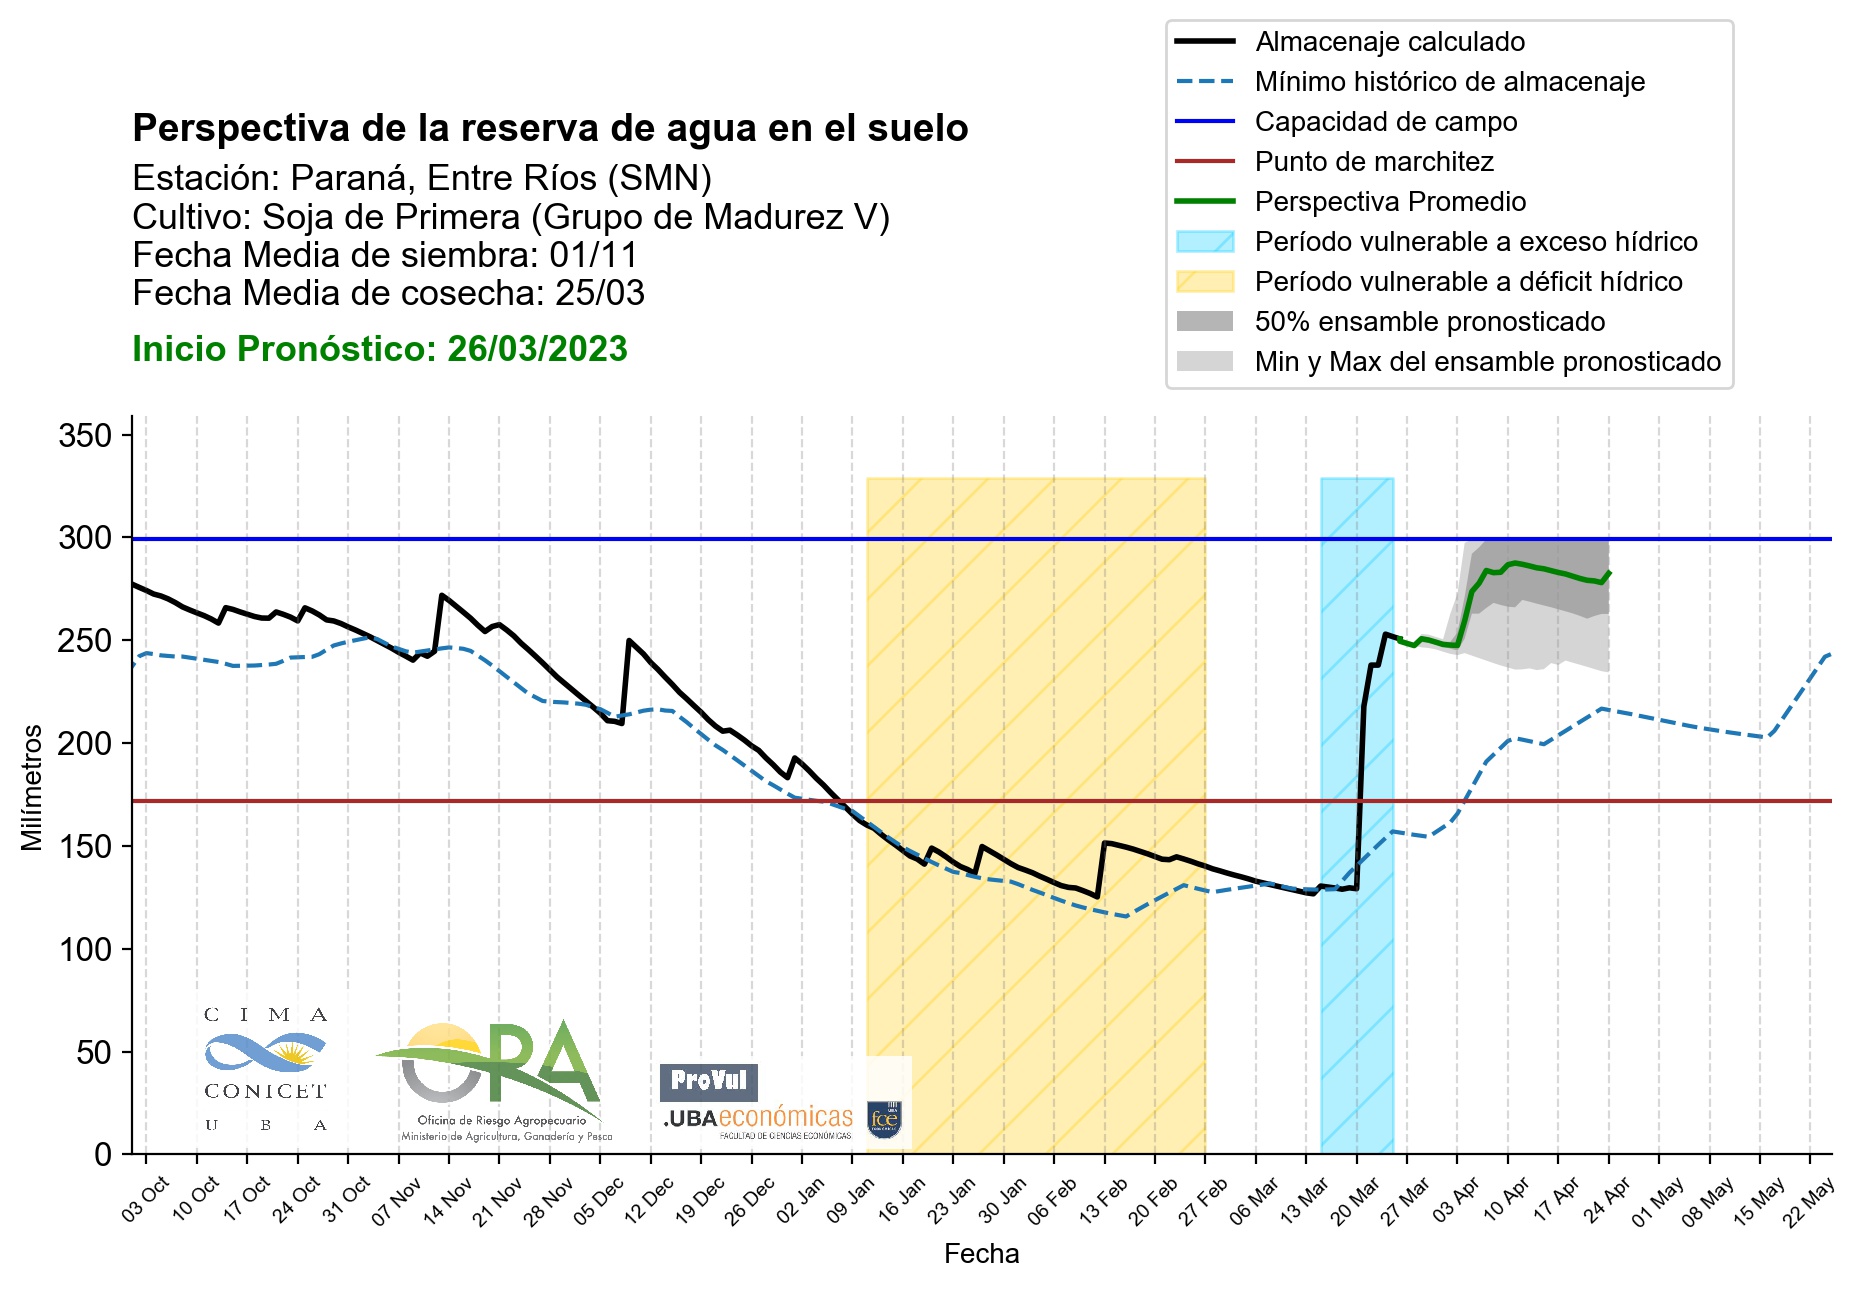 Almacenaje calculado
Mínimo histórico de almacenaje
Capacidad de campo
Punto de marchitez
Perspectiva Promedio
Período vulnerable a exceso hídrico
Período vulnerable a déficit hídrico
50% ensamble pronosticado
Min y Max del ensamble pronosticado
Perspectiva de la reserva de agua en el suelo
Estación: Paraná, Entre Ríos (SMN)
Cultivo: Soja de Primera (Grupo de Madurez V)
Fecha Media de siembra: 01/11
Fecha Media de cosecha: 25/03
Inicio Pronóstico: 26/03/2023
Milímetros
350
300
250
200
150
100
50
0
CIMA
CONICET
UBA
ORA
Oficina de Riesgo Agropecuario
Ministerio de Agricultura, Ganadería y Pesca
ProVul
.UBAeconómicas
FACULTAD DE CIENCIAS ECONÓMICAS
fce
03 Oct
10 Oct
17 Oct
24 Oct
31 Oct
07 Nov
14 Nov
21 Nov
28 Nov
05 Dec
12 Dec
19 Dec
26 Dec
02 Jan
09 Jan
16 Jan
23 Jan
30 Jan
06 Feb
13 Feb
20 Feb
27 Feb
06 Mar
13 Mar
20 Mar
27 Mar
03 Apr
10 Apr
17 Apr
24 Apr
01 May
08 May
15 May
22 May
Fecha